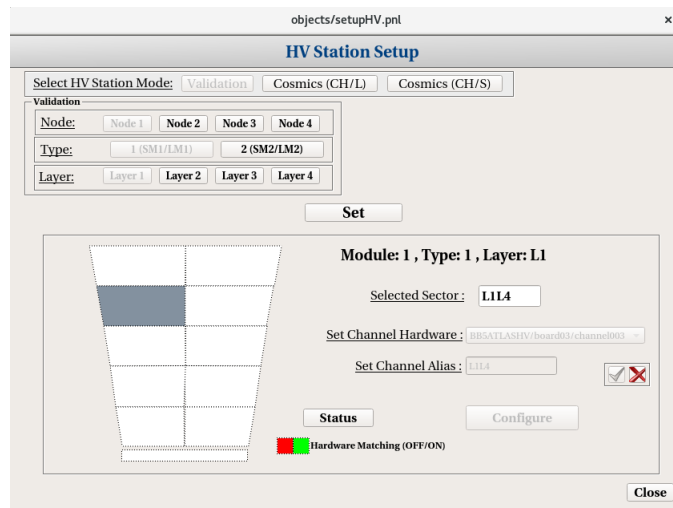 objects/setupHV.pnl
×
HV Station Setup
Select HV Station Mode: Validation Cosmics (CH/L) Cosmics (CH/S)
Validation
Node: Node 1 Node 2 Node 3 Node 4
Type: 1 (SM1/LM1) 2 (SM2/LM2)
Layer: Layer 1 Layer 2 Layer 3 Layer 4
Set
Module: 1 , Type: 1 , Layer: L1
Selected Sector : L1L4
Set Channel Hardware : BB5ATLASHV/board03/channel003
Set Channel Alias : L1L4
Status Configure
Hardware Matching (OFF/ON)
Close